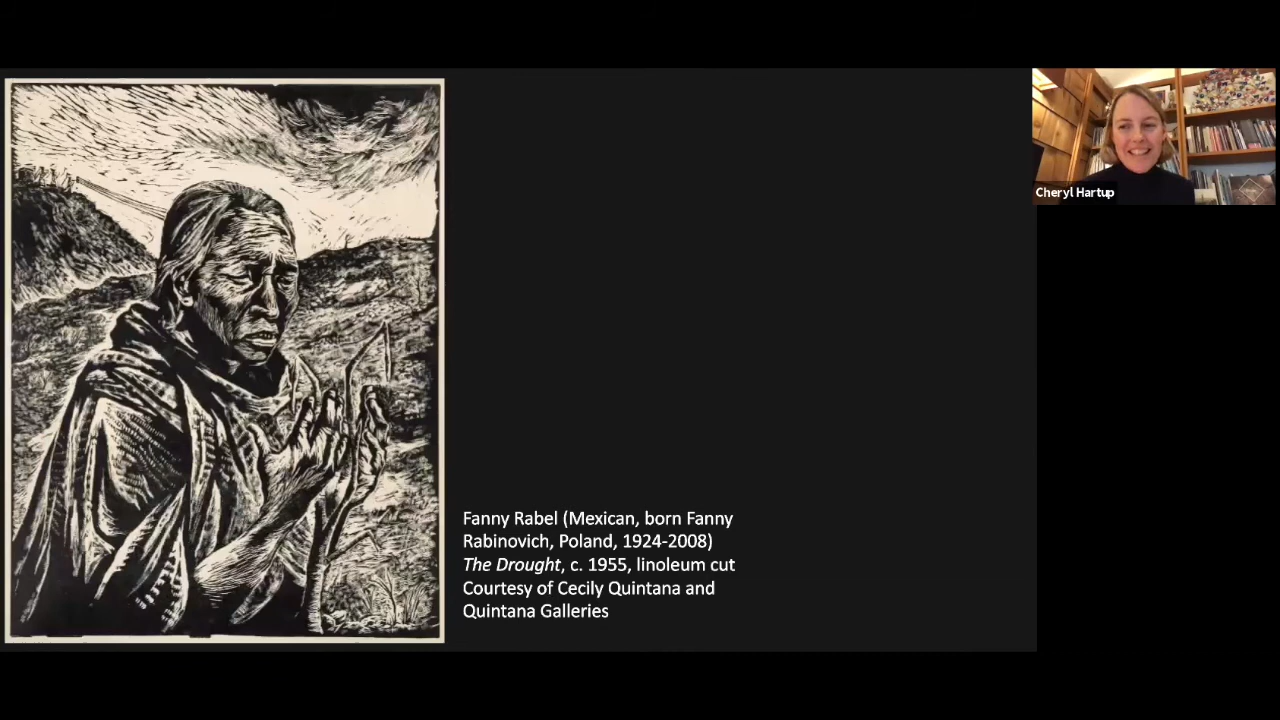 Cheryl Hartup
Fanny Rabel (Mexican, born Fanny
Rabinovich, Poland, 1924-2008)
The Drought, c. 1955, linoleum cut
Courtesy of Cecily Quintana and
Quintana Galleries